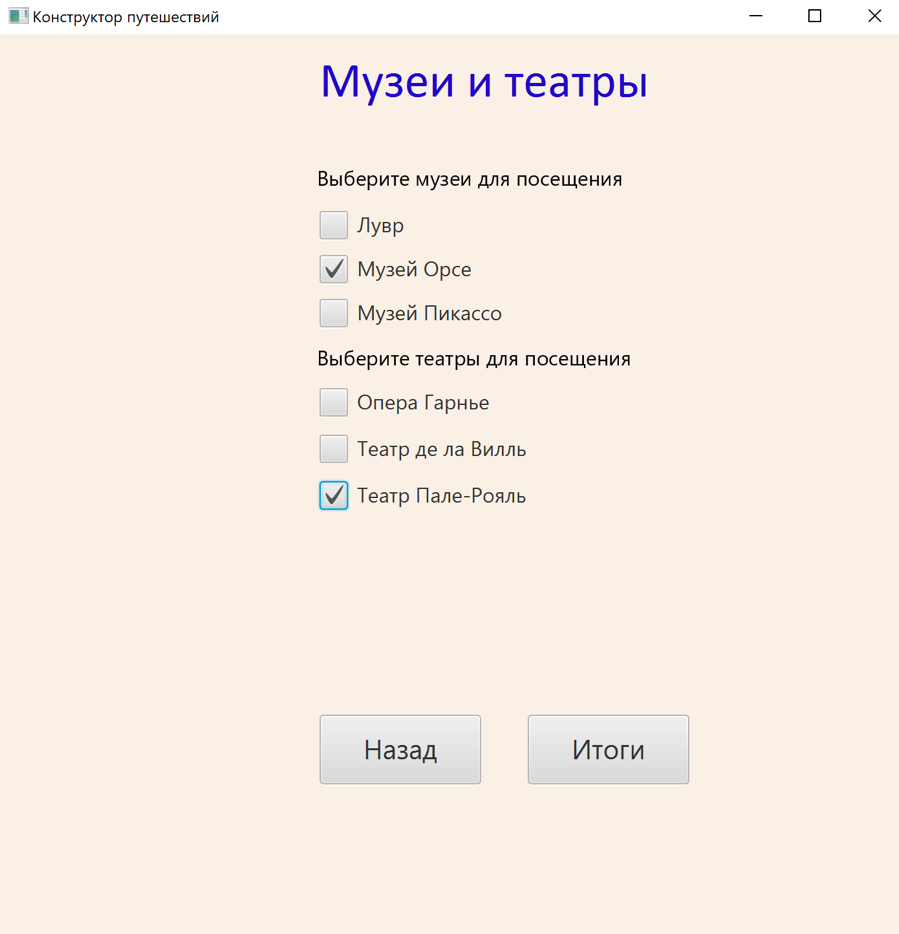 Конструктор путешествий
Музеи и театры
Выберите музеи для посещения
Лувр
Музей Орсе
Музей Пикассо
Выберите театры для посещения
Опера Гарнье
Театр де ла Вилль
Театр Пале-Рояль
Назад
Итоги